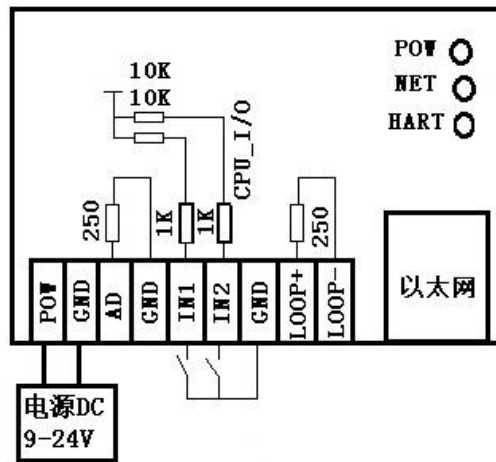 POW
NET
HART
10K
10K
CPU_I/O
250
1K
1K
250
POW
GND
AD
GND
IN1
IN2
GND
LOOP+
LOOP-
以太网
电源DC
9-24V